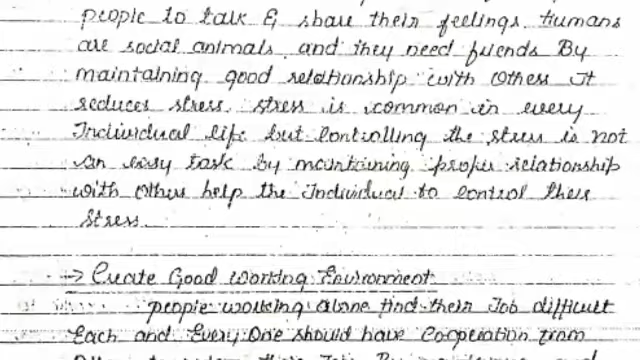 people to talk & share their feelings. Humans
are social animals and they need friends By
maintaining good relationship with others It
reduces stress. stress is common in every
Individual life but Controlling the stress is not
an easy task by maintaining proper relationship
with others help the Individual to control their
stress.
→ Create Good Working Environment
people working alone find their Job difficult
Each and Every One should have Cooperation from